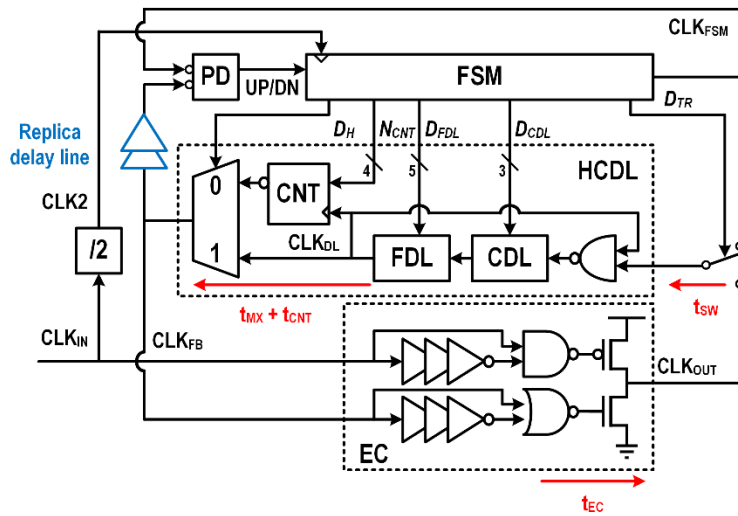 CLK_FSM
PD
UP/DN
FSM
D_TR
Replica
delay line
D_H
N_CNT
D_FDL
D_CDL
4
5
3
HCDL
CLK2
0
CNT
/2
1
CLK_DL
FDL
CDL
t_MX + t_CNT
t_SW
CLK_IN
CLK_FB
CLK_OUT
EC
t_EC